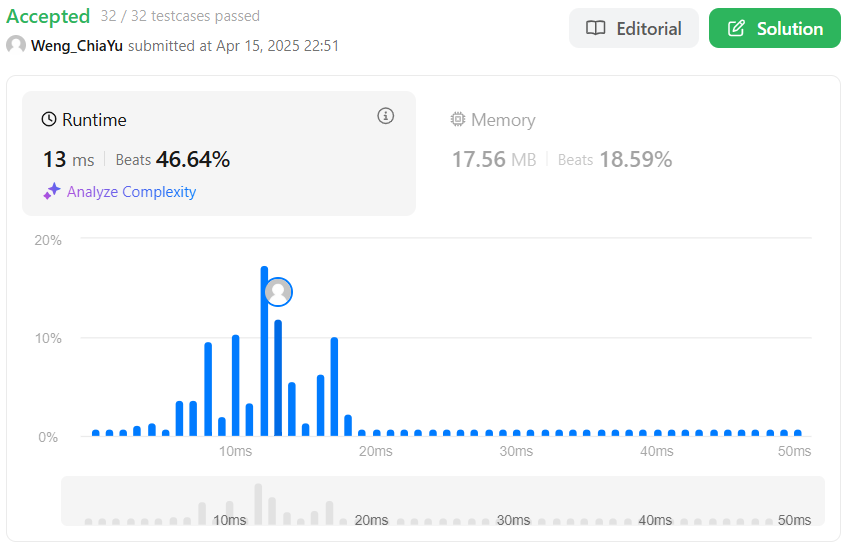 Accepted 32 / 32 testcases passed
Editorial
Solution
Weng_ChiaYu submitted at Apr 15, 2025 22:51
Runtime
13 ms Beats 46.64%
Analyze Complexity
Memory
17.56 MB Beats 18.59%
20%
10%
0%
10ms 20ms 30ms 40ms 50ms
10ms 20ms 30ms 40ms 50ms